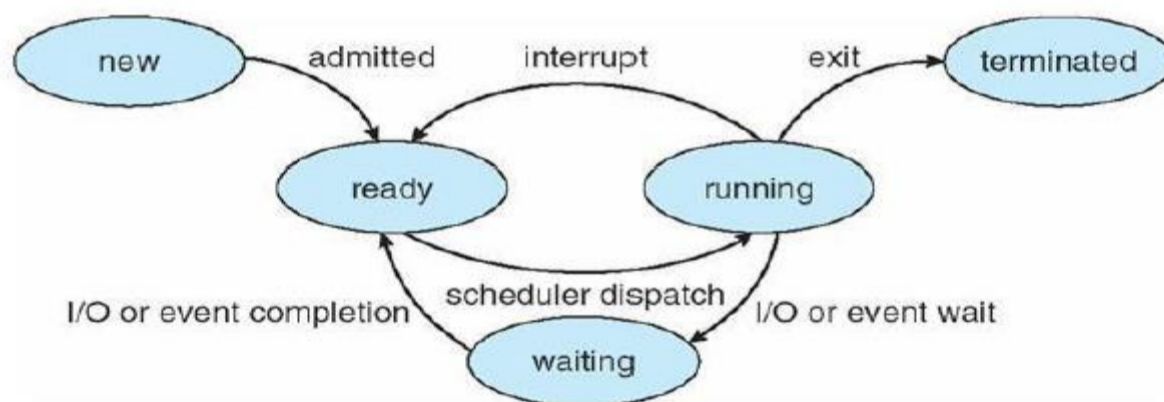 new
admitted
interrupt
exit
terminated
ready
running
I/O or event completion
scheduler dispatch
I/O or event wait
waiting